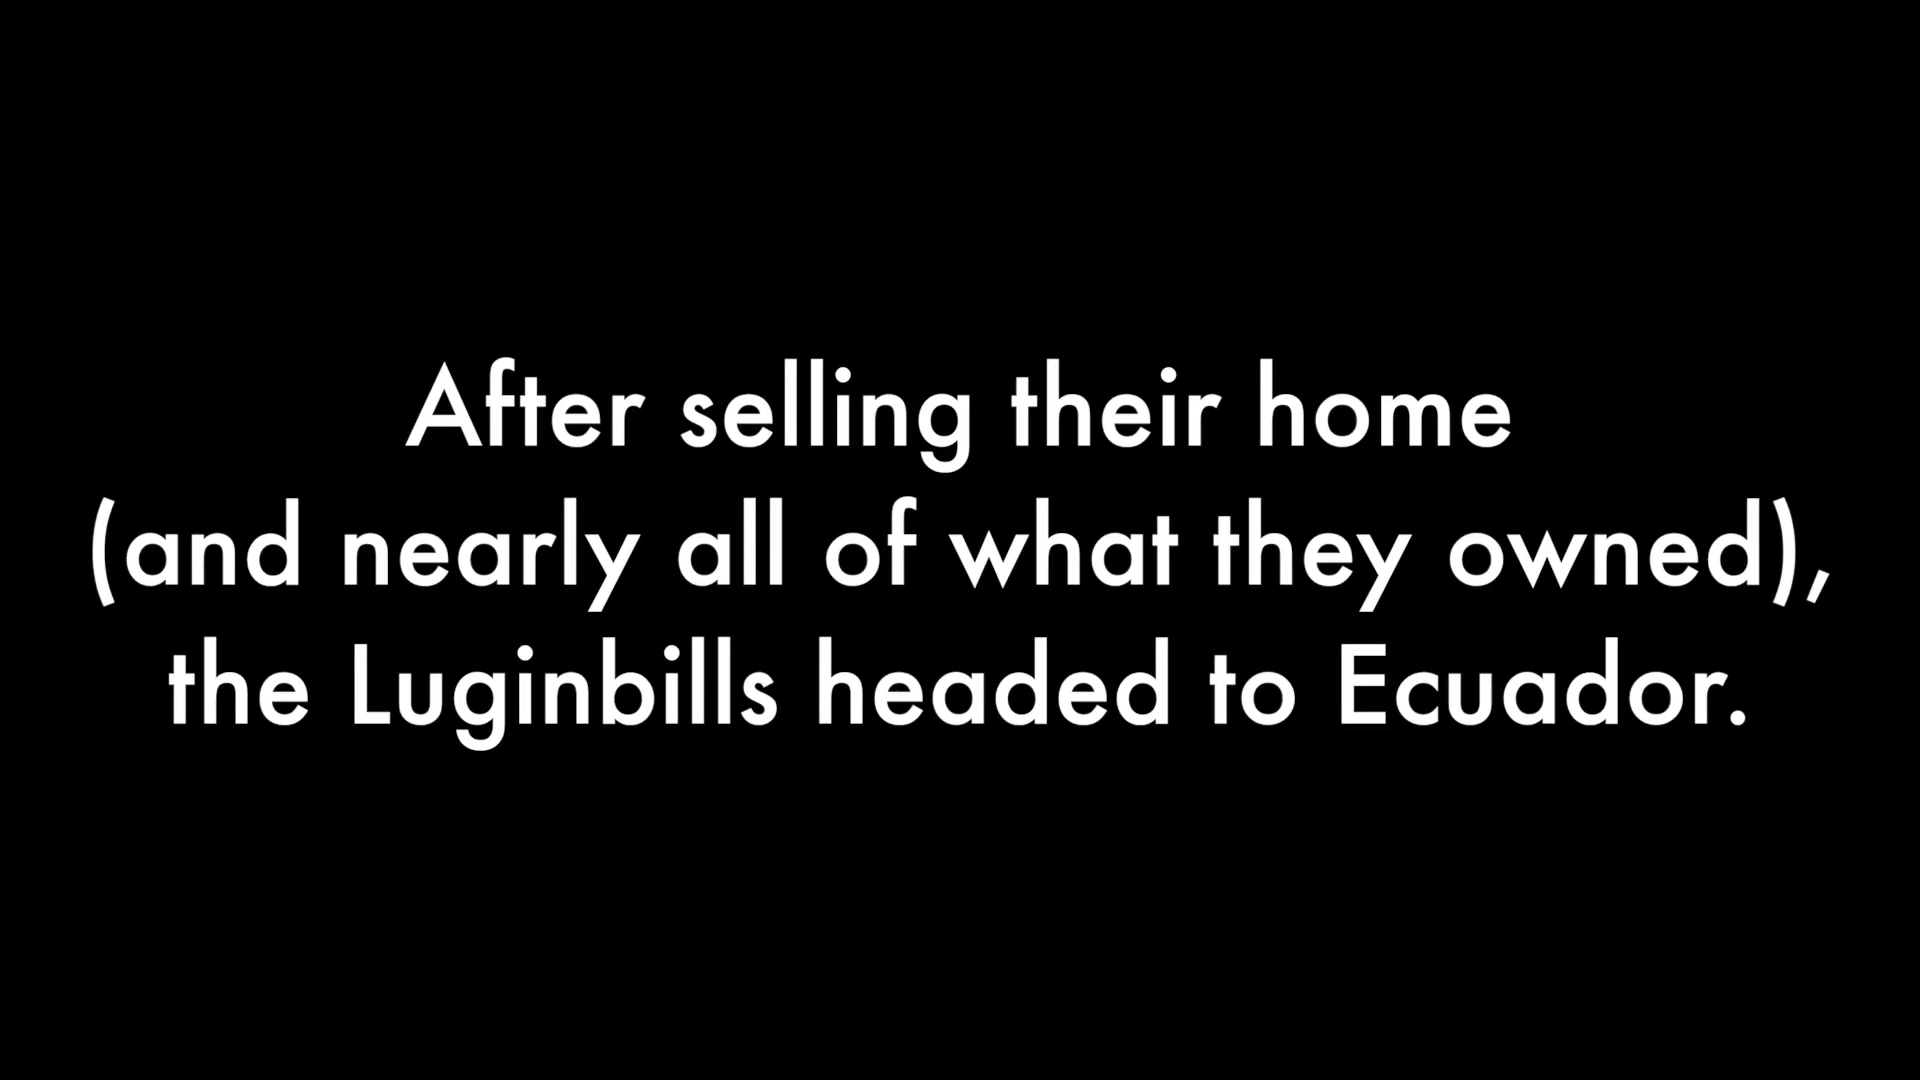 After selling their home
(and nearly all of what they owned),
the Luginbills headed to Ecuador.